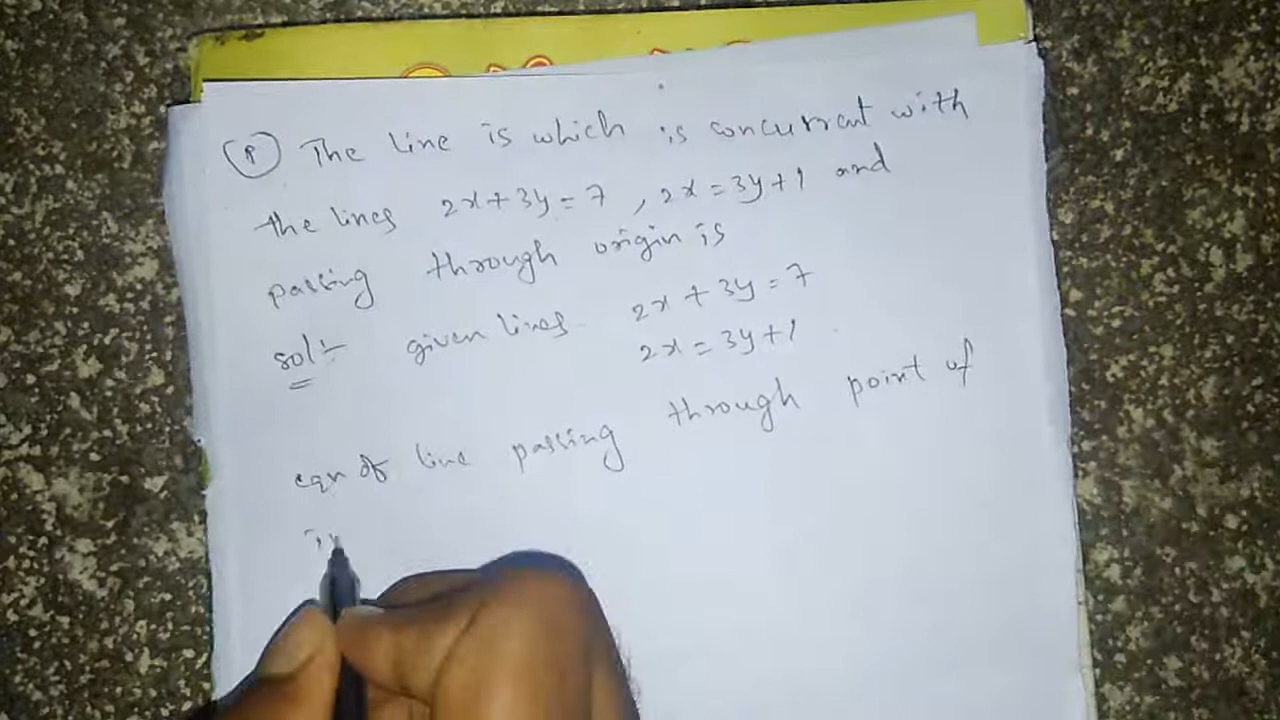 (P) The line is which is concurrent with
the lines 2x+3y=7, 2x=3y+1 and
passing through origin is
sol:- given lines 2x+3y=7
2x=3y+1
eqn of line passing through point of